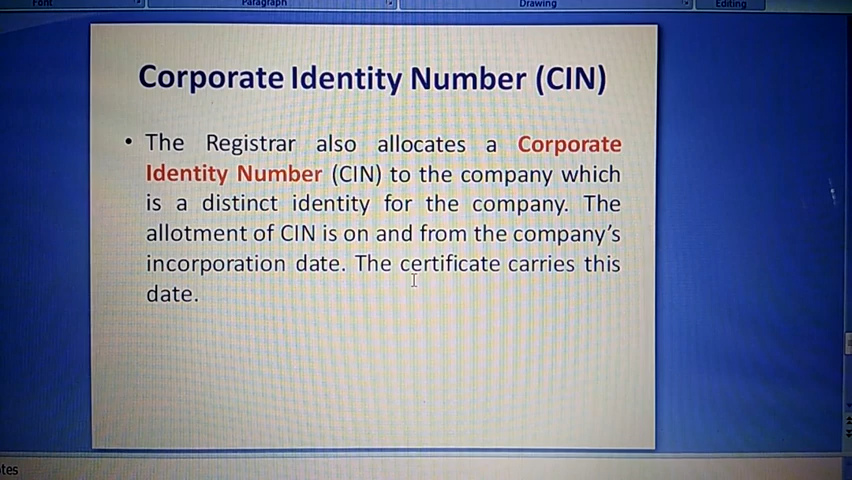 Font
Paragraph
Drawing
Editing
Corporate Identity Number (CIN)
• The Registrar also allocates a Corporate
Identity Number (CIN) to the company which
is a distinct identity for the company. The
allotment of CIN is on and from the company's
incorporation date. The certificate carries this
date.
tes